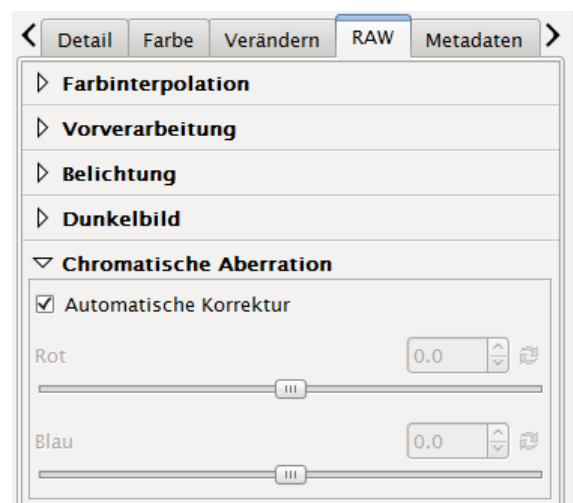 Detail Farbe Verändern RAW Metadaten
Farbinterpolation
Vorverarbeitung
Belichtung
Dunkelbild
Chromatische Aberration
Automatische Korrektur
Rot 0.0
Blau 0.0